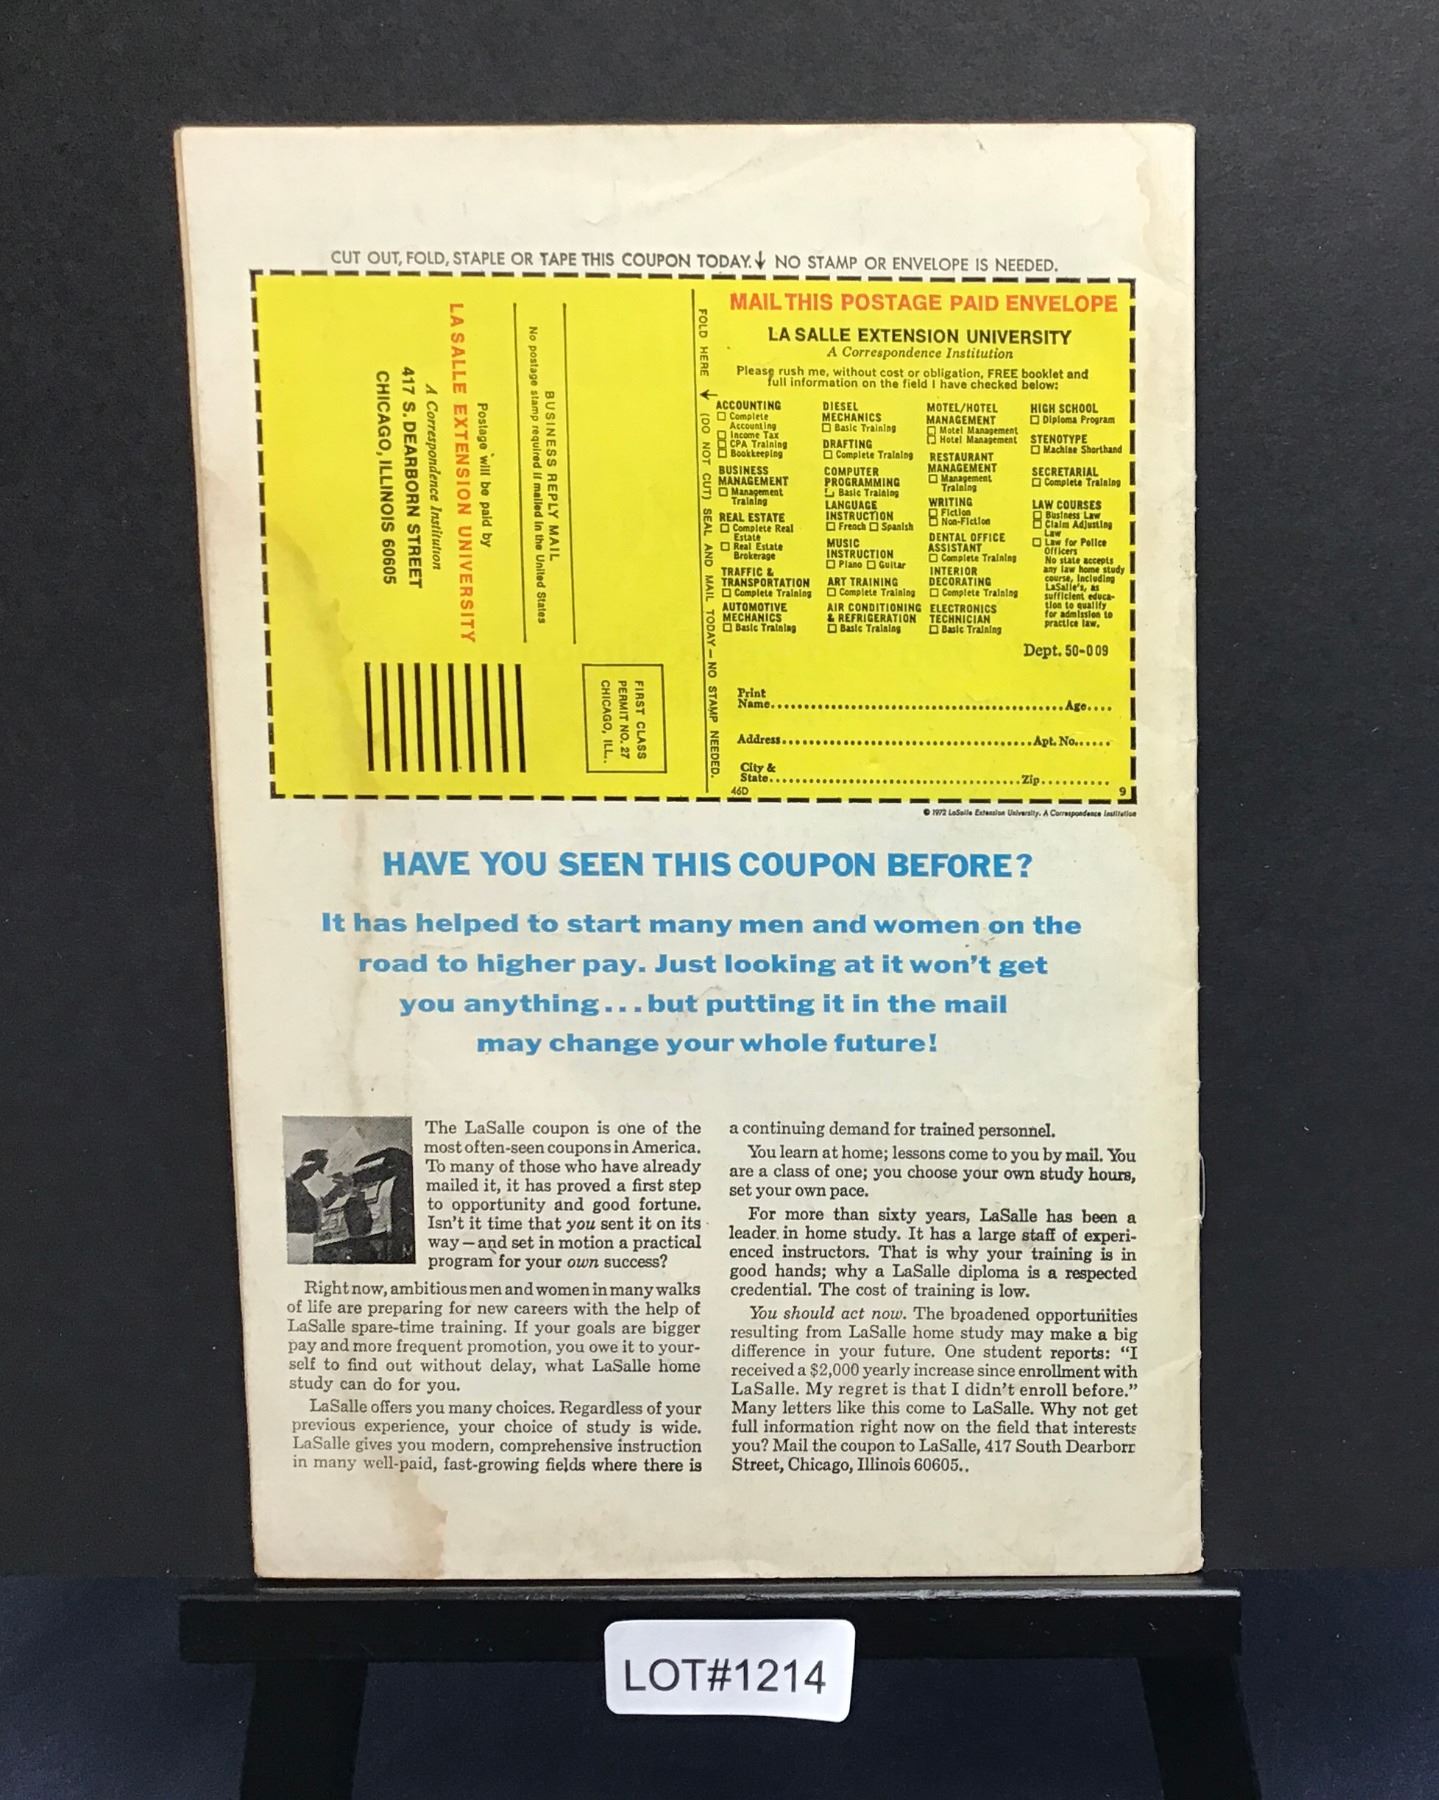 CUT OUT, FOLD, STAPLE OR TAPE THIS COUPON TODAY.↓ NO STAMP OR ENVELOPE IS NEEDED.
LA SALLE EXTENSION UNIVERSITY
Postage will be paid by
A Correspondence Institution
417 S. DEARBORN STREET
CHICAGO, ILLINOIS 60605
BUSINESS REPLY MAIL
No postage stamp required if mailed in the United States
FIRST CLASS
PERMIT NO. 27
CHICAGO, ILL.
FOLD HERE ↓ (DO NOT CUT) SEAL AND MAIL TODAY — NO STAMP NEEDED.
MAIL THIS POSTAGE PAID ENVELOPE
LA SALLE EXTENSION UNIVERSITY
A Correspondence Institution
Please rush me, without cost or obligation, FREE booklet and
full information on the field I have checked below:
ACCOUNTING
☐ Complete
Accounting
☐ Income Tax
☐ CPA Training
☐ Bookkeeping
BUSINESS
MANAGEMENT
☐ Management
Training
REAL ESTATE
☐ Complete Real
Estate
☐ Real Estate
Brokerage
TRAFFIC &
TRANSPORTATION
☐ Complete Training
AUTOMOTIVE
MECHANICS
☐ Basic Training
DIESEL
MECHANICS
☐ Basic Training
DRAFTING
☐ Complete Training
COMPUTER
PROGRAMMING
☐ Basic Training
LANGUAGE
INSTRUCTION
☐ French ☐ Spanish
MUSIC
INSTRUCTION
☐ Piano ☐ Guitar
ART TRAINING
☐ Complete Training
AIR CONDITIONING
& REFRIGERATION
☐ Basic Training
MOTEL/HOTEL
MANAGEMENT
☐ Motel Management
☐ Hotel Management
RESTAURANT
MANAGEMENT
☐ Management
Training
WRITING
☐ Fiction
☐ Non-Fiction
DENTAL OFFICE
ASSISTANT
☐ Complete Training
INTERIOR
DECORATING
☐ Complete Training
ELECTRONICS
TECHNICIAN
☐ Basic Training
HIGH SCHOOL
☐ Diploma Program
STENOTYPE
☐ Machine Shorthand
SECRETARIAL
☐ Complete Training
LAW COURSES
☐ Business Law
☐ Claim Adjusting
Law
☐ Law for Police
Officers
No state accepts
any law home study
course, including
LaSalle's, as
sufficient educa-
tion to qualify
for admission to
practice law.
Dept. 50-009
Print
Name.................................................Age....
Address.........................................Apt. No......
City &
State.........................................Zip..........
46D 9
© 1972 LaSalle Extension University. A Correspondence Institution
HAVE YOU SEEN THIS COUPON BEFORE?
It has helped to start many men and women on the
road to higher pay. Just looking at it won't get
you anything...but putting it in the mail
may change your whole future!
The LaSalle coupon is one of the
most often-seen coupons in America.
To many of those who have already
mailed it, it has proved a first step
to opportunity and good fortune.
Isn't it time that you sent it on its
way—and set in motion a practical
program for your own success?
Right now, ambitious men and women in many walks
of life are preparing for new careers with the help of
LaSalle spare-time training. If your goals are bigger
pay and more frequent promotion, you owe it to your-
self to find out without delay, what LaSalle home
study can do for you.
LaSalle offers you many choices. Regardless of your
previous experience, your choice of study is wide.
LaSalle gives you modern, comprehensive instruction
in many well-paid, fast-growing fields where there is
a continuing demand for trained personnel.
You learn at home; lessons come to you by mail. You
are a class of one; you choose your own study hours,
set your own pace.
For more than sixty years, LaSalle has been a
leader in home study. It has a large staff of experi-
enced instructors. That is why your training is in
good hands; why a LaSalle diploma is a respected
credential. The cost of training is low.
You should act now. The broadened opportunities
resulting from LaSalle home study may make a big
difference in your future. One student reports: “I
received a $2,000 yearly increase since enrollment with
LaSalle. My regret is that I didn't enroll before.”
Many letters like this come to LaSalle. Why not get
full information right now on the field that interests
you? Mail the coupon to LaSalle, 417 South Dearborn
Street, Chicago, Illinois 60605..
LOT#1214